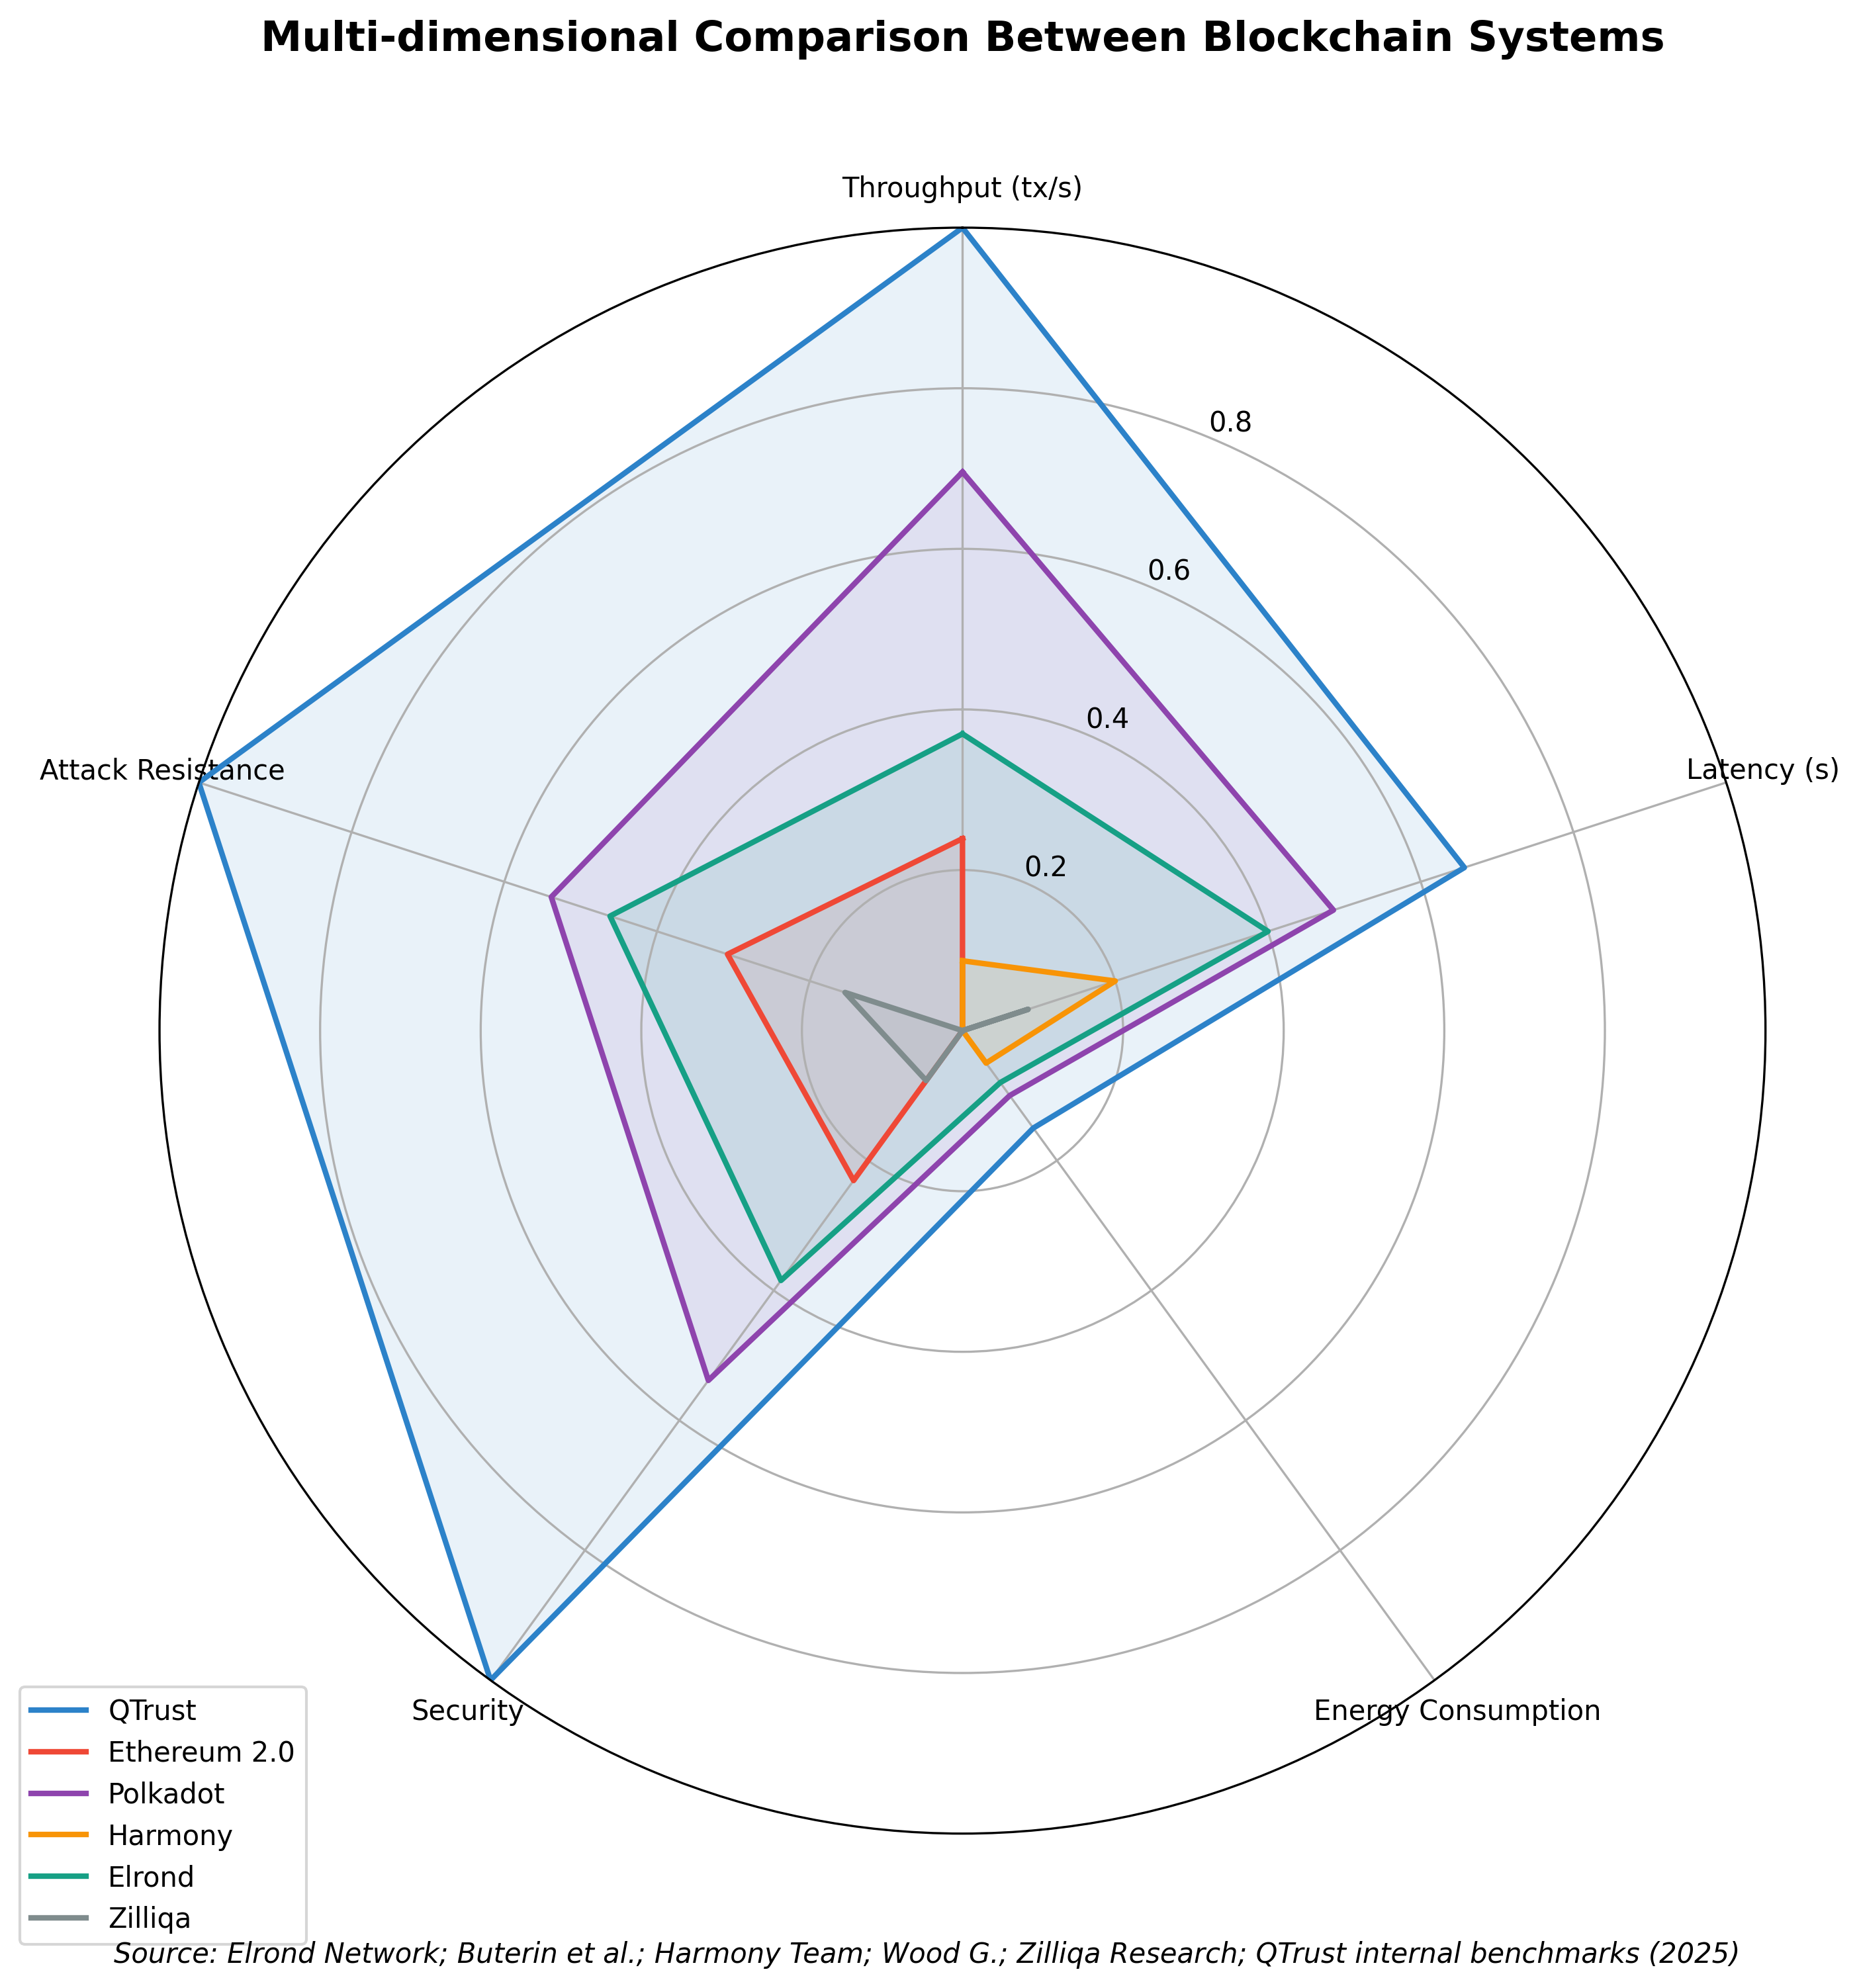 Multi-dimensional Comparison Between Blockchain Systems
Throughput (tx/s)
0.8
0.6
0.4
Attack Resistance
Latency (s)
0.2
Security
Energy Consumption
QTrust
Ethereum 2.0
Polkadot
Harmony
Elrond
Zilliqa
Source: Elrond Network; Buterin et al.; Harmony Team; Wood G.; Zilliqa Research; QTrust internal benchmarks (2025)